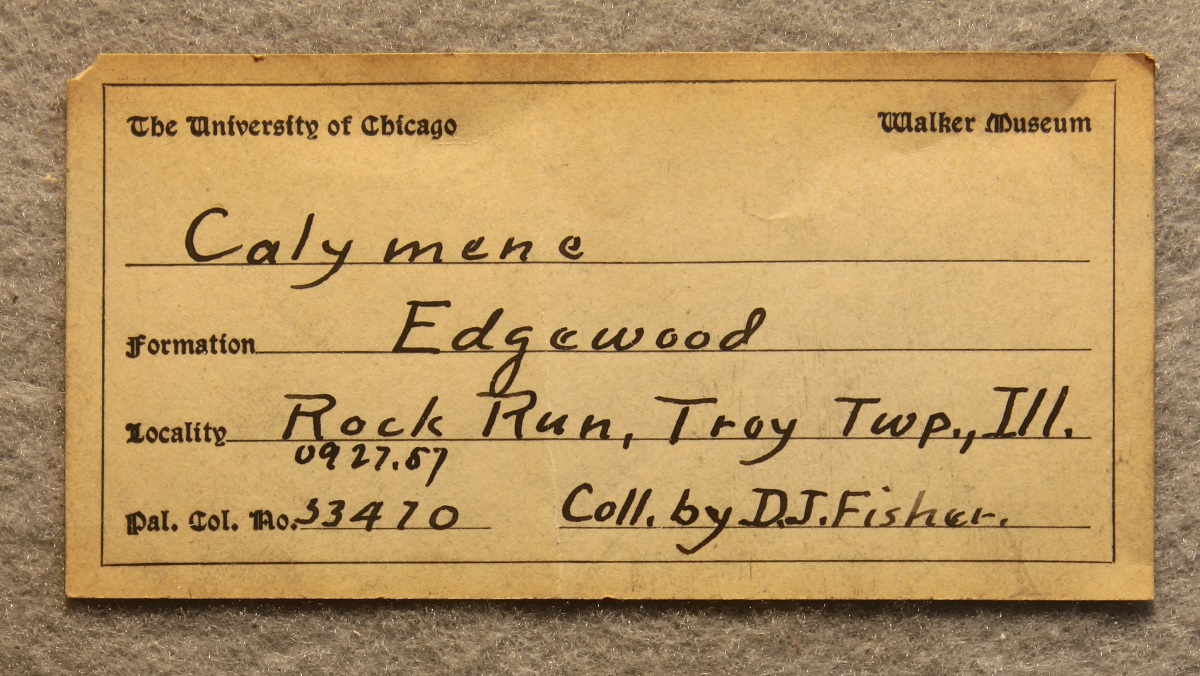 The University of Chicago Walker Museum
Calymene
Formation Edgewood
Locality Rock Run, Troy Twp., Ill.
0927.57
Pal. Col. No. 33470 Coll. by D.J. Fisher.